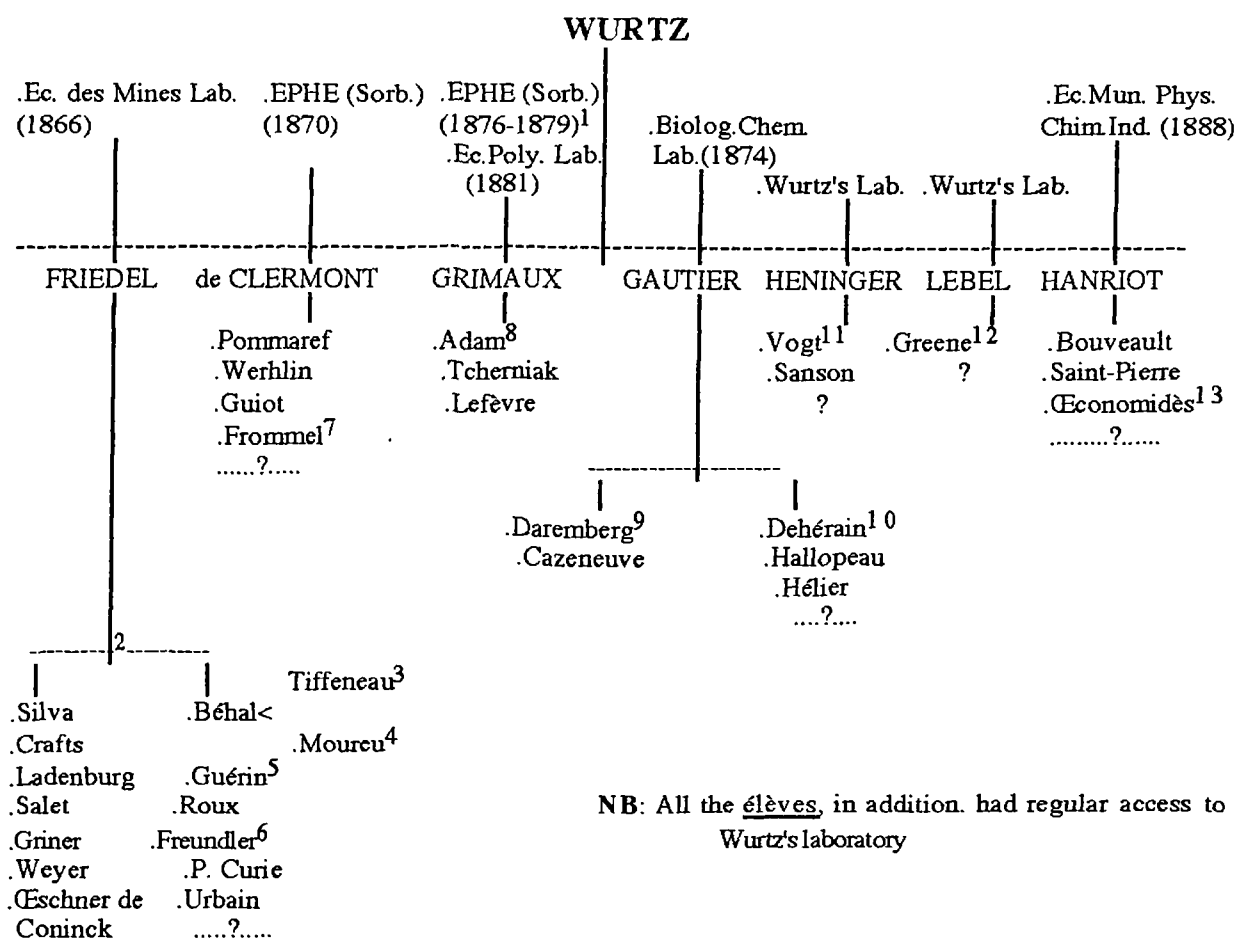 WURTZ
.Ec. des Mines Lab.
(1866)
.EPHE (Sorb.)
(1870)
.EPHE (Sorb.)
(1876-1879)1
.Ec.Poly. Lab.
(1881)
.Biolog.Chem.
Lab.(1874)
.Wurtz's Lab.
.Wurtz's Lab.
.Ec.Mun. Phys.
Chim.Ind. (1888)
FRIEDEL
de CLERMONT
GRIMAUX
GAUTIER
HENINGER
LEBEL
HANRIOT
.Pommaref
.Werhlin
.Guiot
.Frommel7
......?.....
.Adam8
.Tcherniak
.Lefèvre
.Vogt11
.Sanson
?
.Greene12
?
.Bouveault
.Saint-Pierre
.Œconomidès13
.........?......
.Daremberg9
.Cazeneuve
.Dehérain10
.Hallopeau
.Hélier
....?....
2
.Silva
.Crafts
.Ladenburg
.Salet
.Griner
.Weyer
.Œschner de
Coninck
.Béhal<
Tiffeneau3
.Moureu4
.Guérin5
.Roux
.Freundler6
.P. Curie
.Urbain
.....?.....
NB: All the élèves, in addition. had regular access to
Wurtz's laboratory